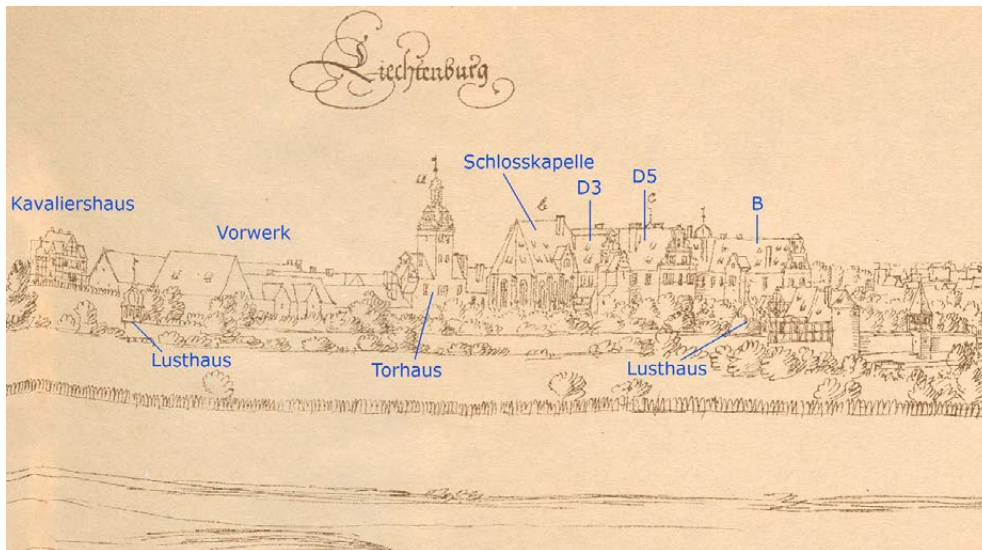 Liechtenburg
Schlosskapelle
a
D3
D5
b
c
Kavaliershaus
B
Vorwerk
Lusthaus
Torhaus
Lusthaus